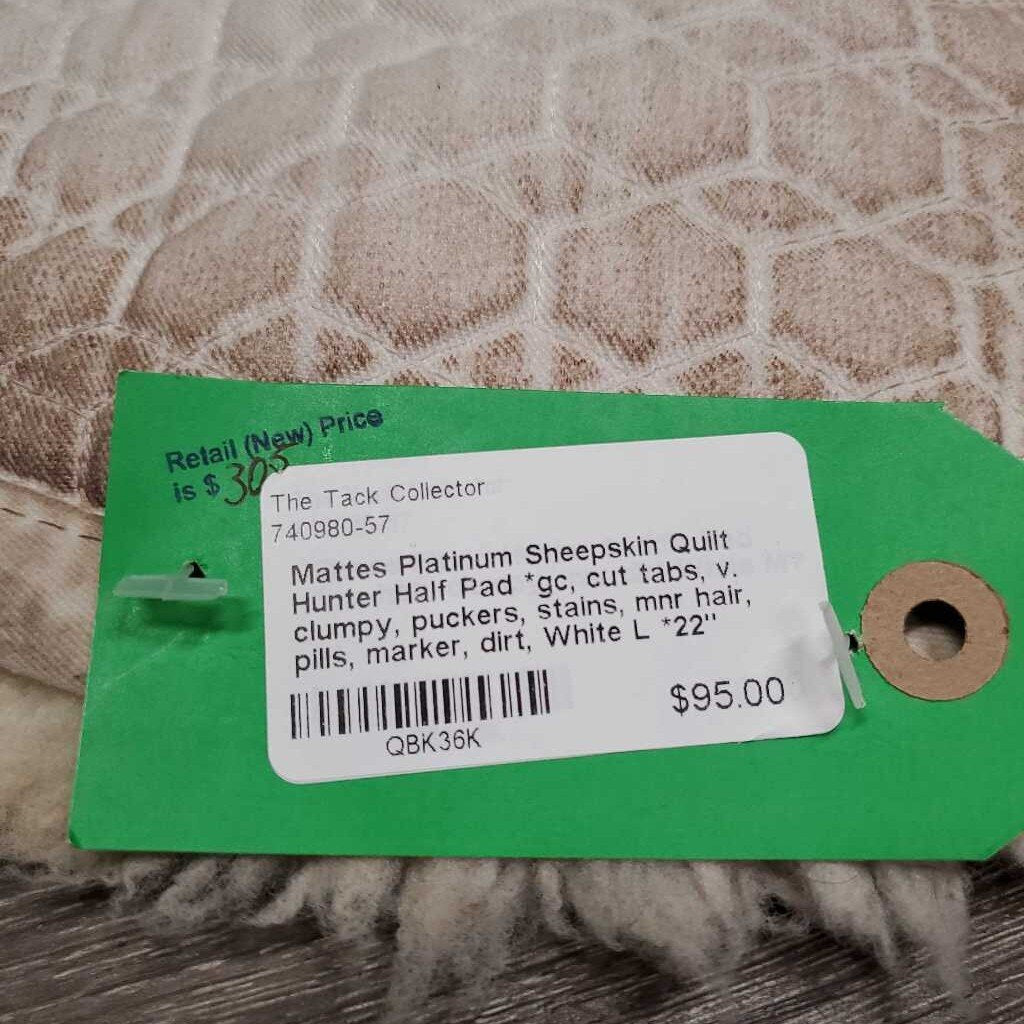 Retail (New) Price
is $ 305
The Tack Collector
740980-57
Mattes Platinum Sheepskin Quilt
Hunter Half Pad *gc, cut tabs, v.
clumpy, puckers, stains, mnr hair,
pills, marker, dirt, White L *22"
$95.00
QBK36K